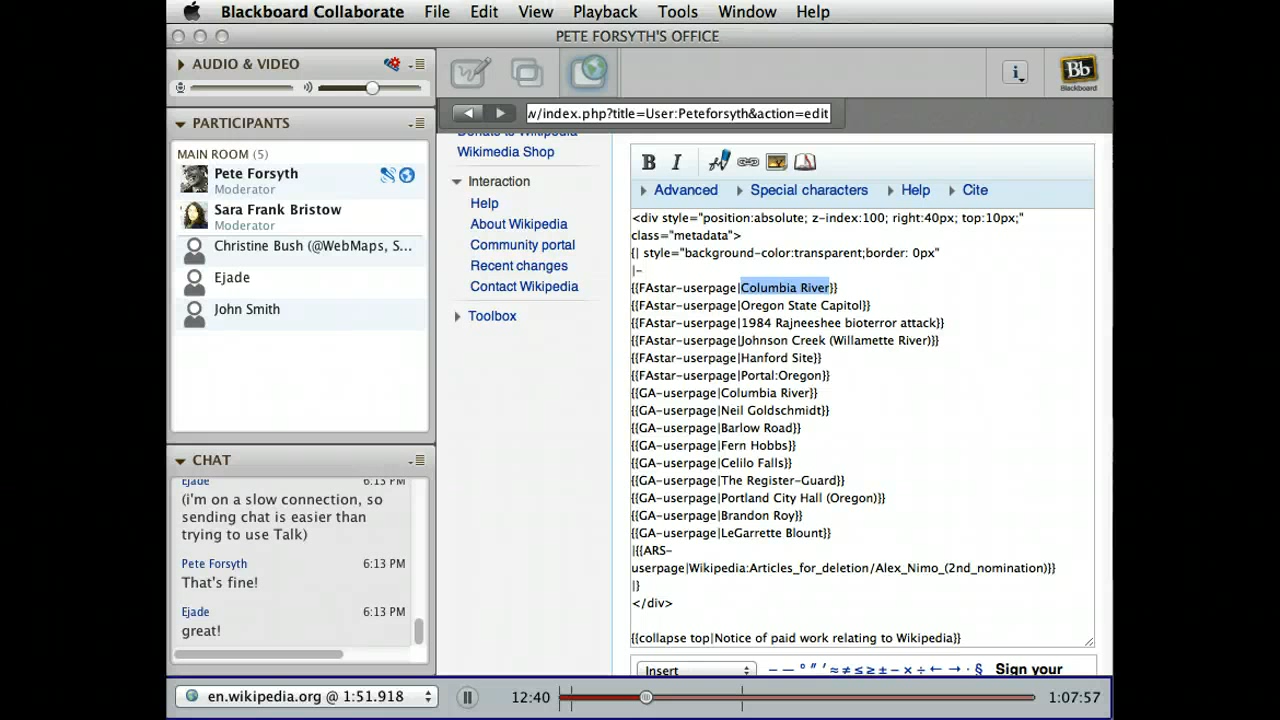 Blackboard Collaborate File Edit View Playback Tools Window Help
PETE FORSYTH'S OFFICE
AUDIO & VIDEO
PARTICIPANTS
MAIN ROOM (5)
Pete Forsyth
Moderator
Sara Frank Bristow
Moderator
Christine Bush (@WebMaps, S...
Ejade
John Smith
CHAT
Ejade 6:13 PM
(i'm on a slow connection, so
sending chat is easier than
trying to use Talk)
Pete Forsyth 6:13 PM
That's fine!
Ejade 6:13 PM
great!
en.wikipedia.org @ 1:51.918
i
Bb
Blackboard
w/index.php?title=User:Peteforsyth&action=edit
Donate to Wikipedia
Wikimedia Shop
Interaction
Help
About Wikipedia
Community portal
Recent changes
Contact Wikipedia
Toolbox
B I
Advanced Special characters Help Cite
<div style="position:absolute; z-index:100; right:40px; top:10px;"
class="metadata">
{| style="background-color:transparent;border: 0px"
|-
{{FAstar-userpage|Columbia River}}
{{FAstar-userpage|Oregon State Capitol}}
{{FAstar-userpage|1984 Rajneeshee bioterror attack}}
{{FAstar-userpage|Johnson Creek (Willamette River)}}
{{FAstar-userpage|Hanford Site}}
{{FAstar-userpage|Portal:Oregon}}
{{GA-userpage|Columbia River}}
{{GA-userpage|Neil Goldschmidt}}
{{GA-userpage|Barlow Road}}
{{GA-userpage|Fern Hobbs}}
{{GA-userpage|Celilo Falls}}
{{GA-userpage|The Register-Guard}}
{{GA-userpage|Portland City Hall (Oregon)}}
{{GA-userpage|Brandon Roy}}
{{GA-userpage|LeGarrette Blount}}
|{{ARS-
userpage|Wikipedia:Articles_for_deletion/Alex_Nimo_(2nd_nomination)}}
|}
</div>
{{collapse top|Notice of paid work relating to Wikipedia}}
Insert – — ° ″ ′ ≈ ≠ ≤ ≥ ± − × ÷ ← → · § Sign your
12:40 1:07:57